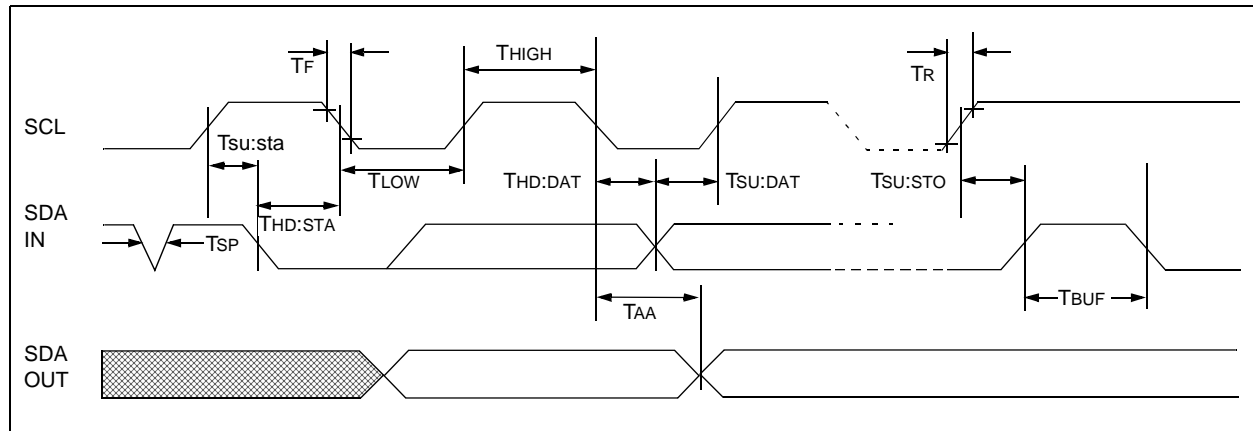 TF
THIGH
TR
SCL
TSU:STA
TLOW
THD:DAT
TSU:DAT
TSU:STO
THD:STA
SDA
IN
TSP
TAA
TBUF
SDA
OUT